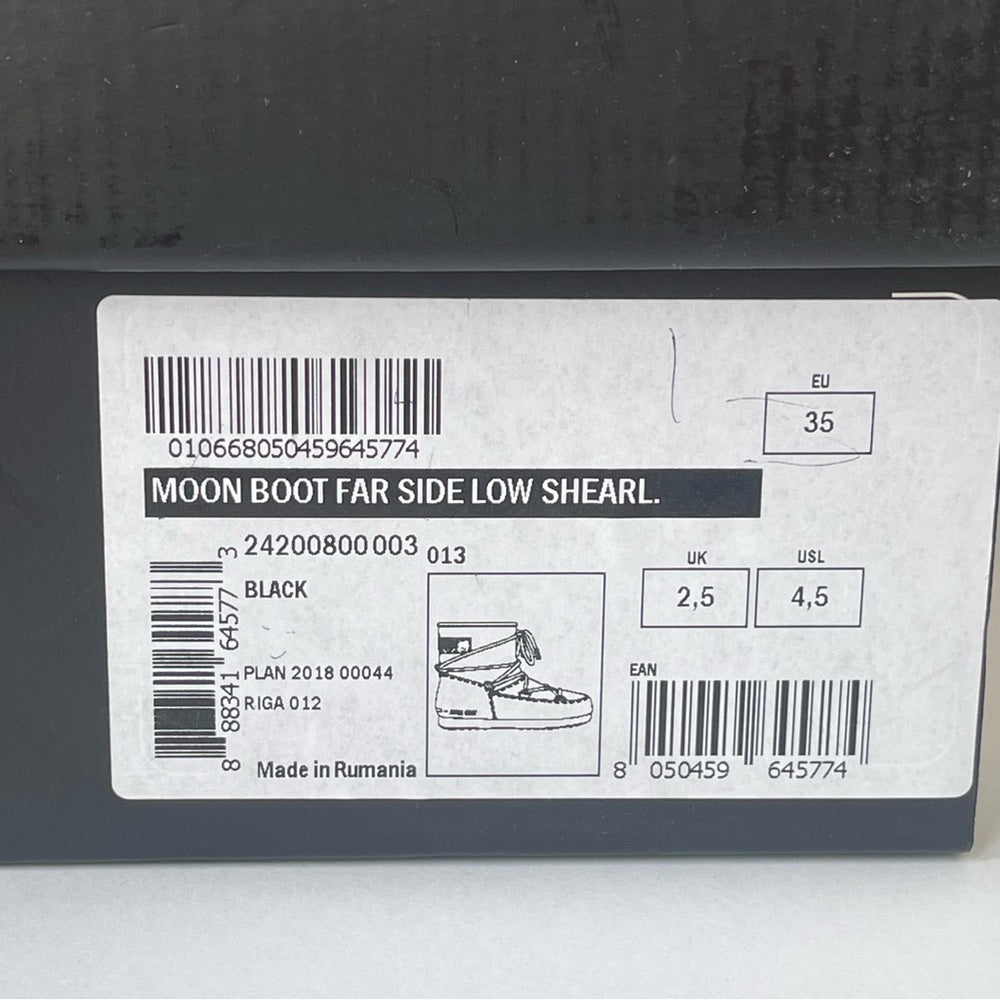 010668050459645774
EU
35
MOON BOOT FAR SIDE LOW SHEARL.
24200800 003 013
BLACK
8 88341 64577 3
UK
2,5
USL
4,5
PLAN 2018 00044
RIGA 012
Made in Rumania
EAN
8 050459 645774